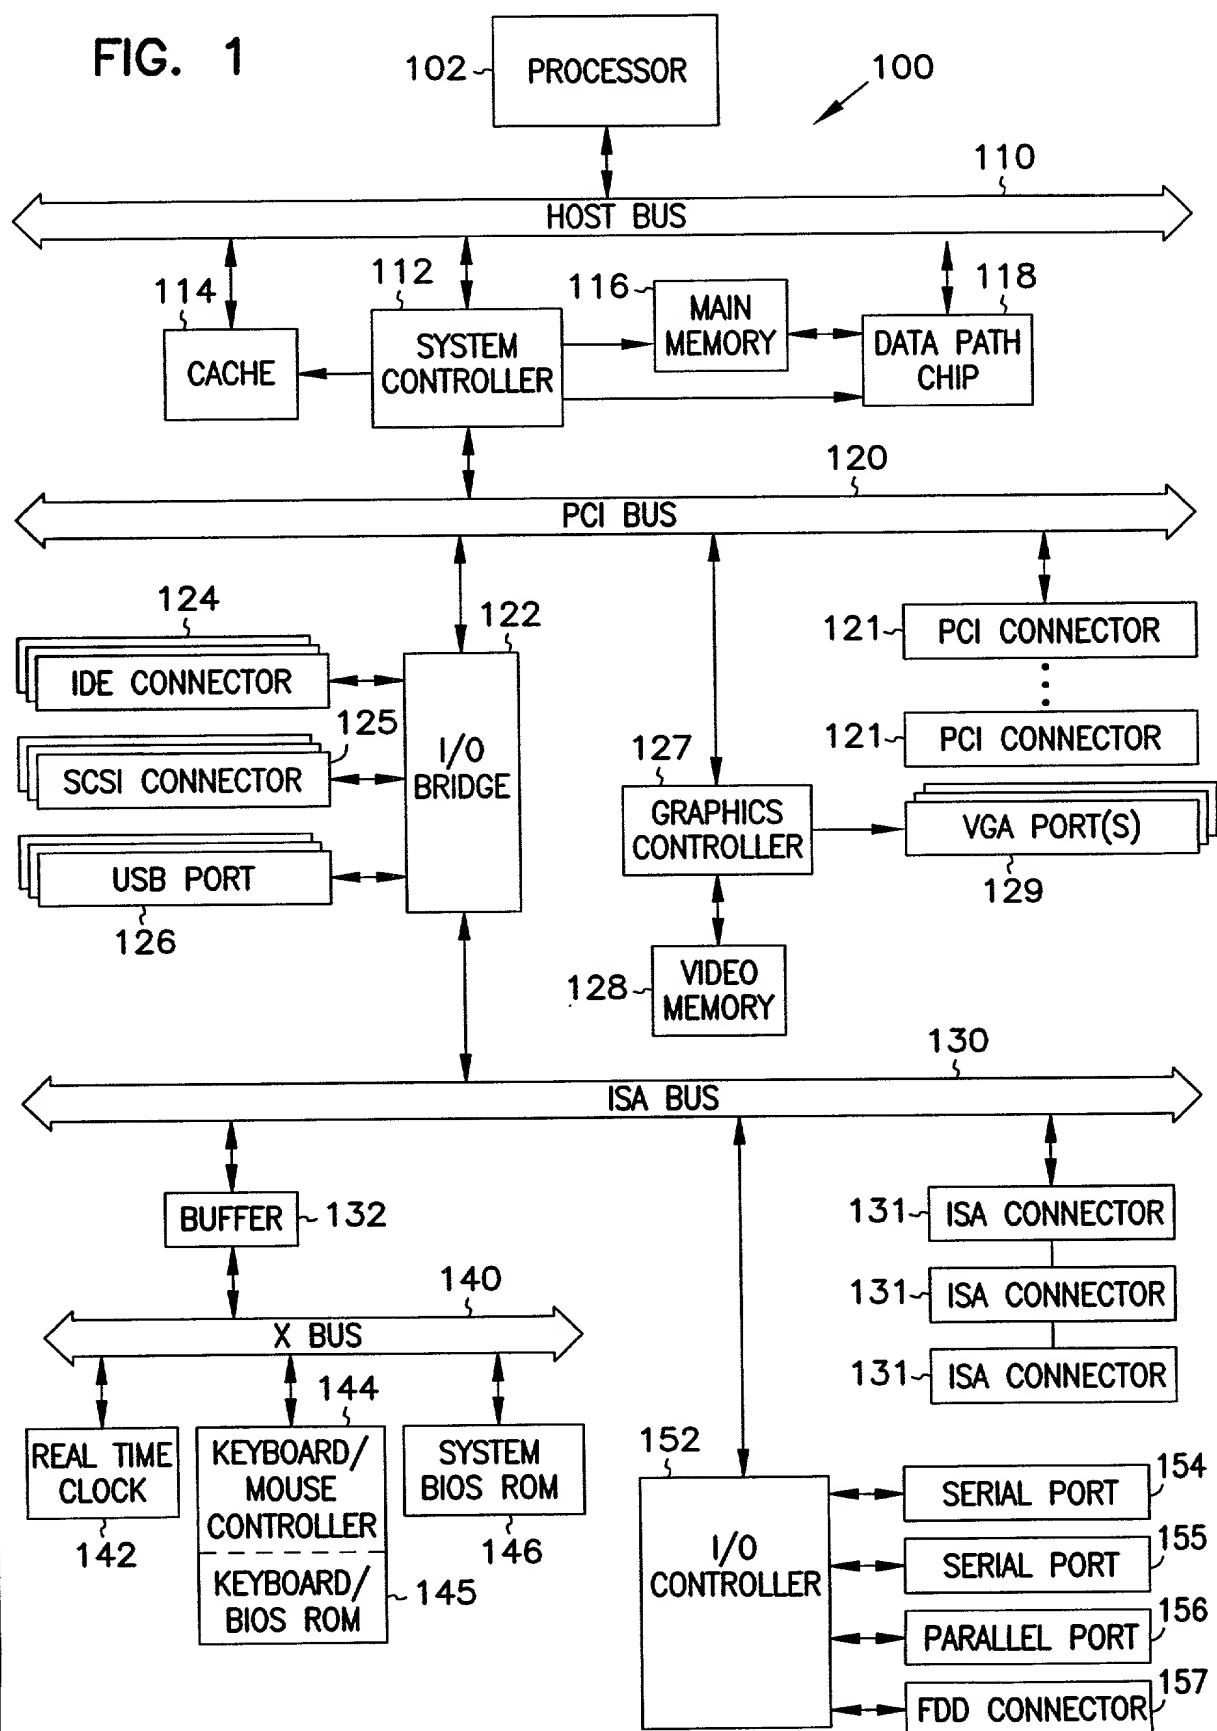 FIG. 1
102
PROCESSOR
100
110
HOST BUS
114
CACHE
112
SYSTEM
CONTROLLER
116
MAIN
MEMORY
118
DATA PATH
CHIP
120
PCI BUS
124
IDE CONNECTOR
125
SCSI CONNECTOR
USB PORT
126
122
I/O
BRIDGE
127
GRAPHICS
CONTROLLER
128
VIDEO
MEMORY
121
PCI CONNECTOR
121
PCI CONNECTOR
VGA PORT(S)
129
130
ISA BUS
BUFFER
132
131
ISA CONNECTOR
131
ISA CONNECTOR
131
ISA CONNECTOR
140
X BUS
REAL TIME
CLOCK
142
144
KEYBOARD/
MOUSE
CONTROLLER
KEYBOARD/
BIOS ROM
145
SYSTEM
BIOS ROM
146
152
I/O
CONTROLLER
154
SERIAL PORT
155
SERIAL PORT
156
PARALLEL PORT
157
FDD CONNECTOR